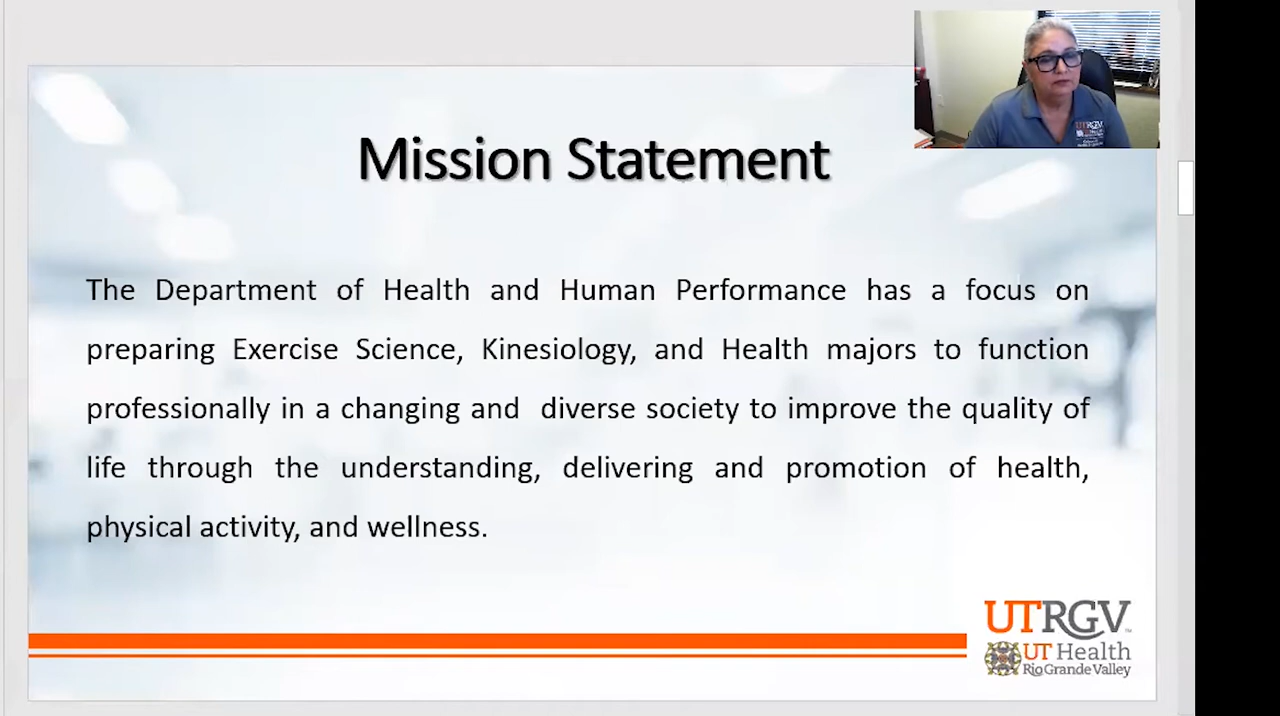 Mission Statement
The Department of Health and Human Performance has a focus on
preparing Exercise Science, Kinesiology, and Health majors to function
professionally in a changing and diverse society to improve the quality of
life through the understanding, delivering and promotion of health,
physical activity, and wellness.
UTRGV
UTRGV™
UT Health
Rio Grande Valley